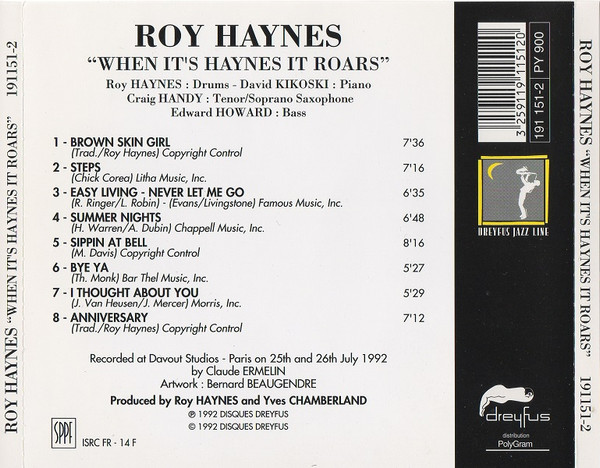 ROY HAYNES "WHEN IT'S HAYNES IT ROARS" 191151-2
ROY HAYNES
"WHEN IT'S HAYNES IT ROARS"
Roy HAYNES : Drums - David KIKOSKI : Piano
Craig HANDY : Tenor/Soprano Saxophone
Edward HOWARD : Bass
1 - BROWN SKIN GIRL 7'36
(Trad./Roy Haynes) Copyright Control
2 - STEPS 7'16
(Chick Corea) Litha Music, Inc.
3 - EASY LIVING - NEVER LET ME GO 6'35
(R. Ringer/L. Robin) - (Evans/Livingstone) Famous Music, Inc.
4 - SUMMER NIGHTS 6'48
(H. Warren/A. Dubin) Chappell Music, Inc.
5 - SIPPIN AT BELL 8'16
(M. Davis) Copyright Control
6 - BYE YA 5'27
(Th. Monk) Bar Thel Music, Inc.
7 - I THOUGHT ABOUT YOU 5'29
(J. Van Heusen/J. Mercer) Morris, Inc.
8 - ANNIVERSARY 7'12
(Trad./Roy Haynes) Copyright Control
Recorded at Davout Studios - Paris on 25th and 26th July 1992
by Claude ERMELIN
Artwork : Bernard BEAUGENDRE
Produced by Roy HAYNES and Yves CHAMBERLAND
℗ 1992 DISQUES DREYFUS
© 1992 DISQUES DREYFUS
SPPF
ISRC FR - 14 F
3 259119 115120
191 151-2 PY 900
DREYFUS JAZZ LINE
dreyfus
distribution
PolyGram
ROY HAYNES "WHEN IT'S HAYNES IT ROARS" 191151-2